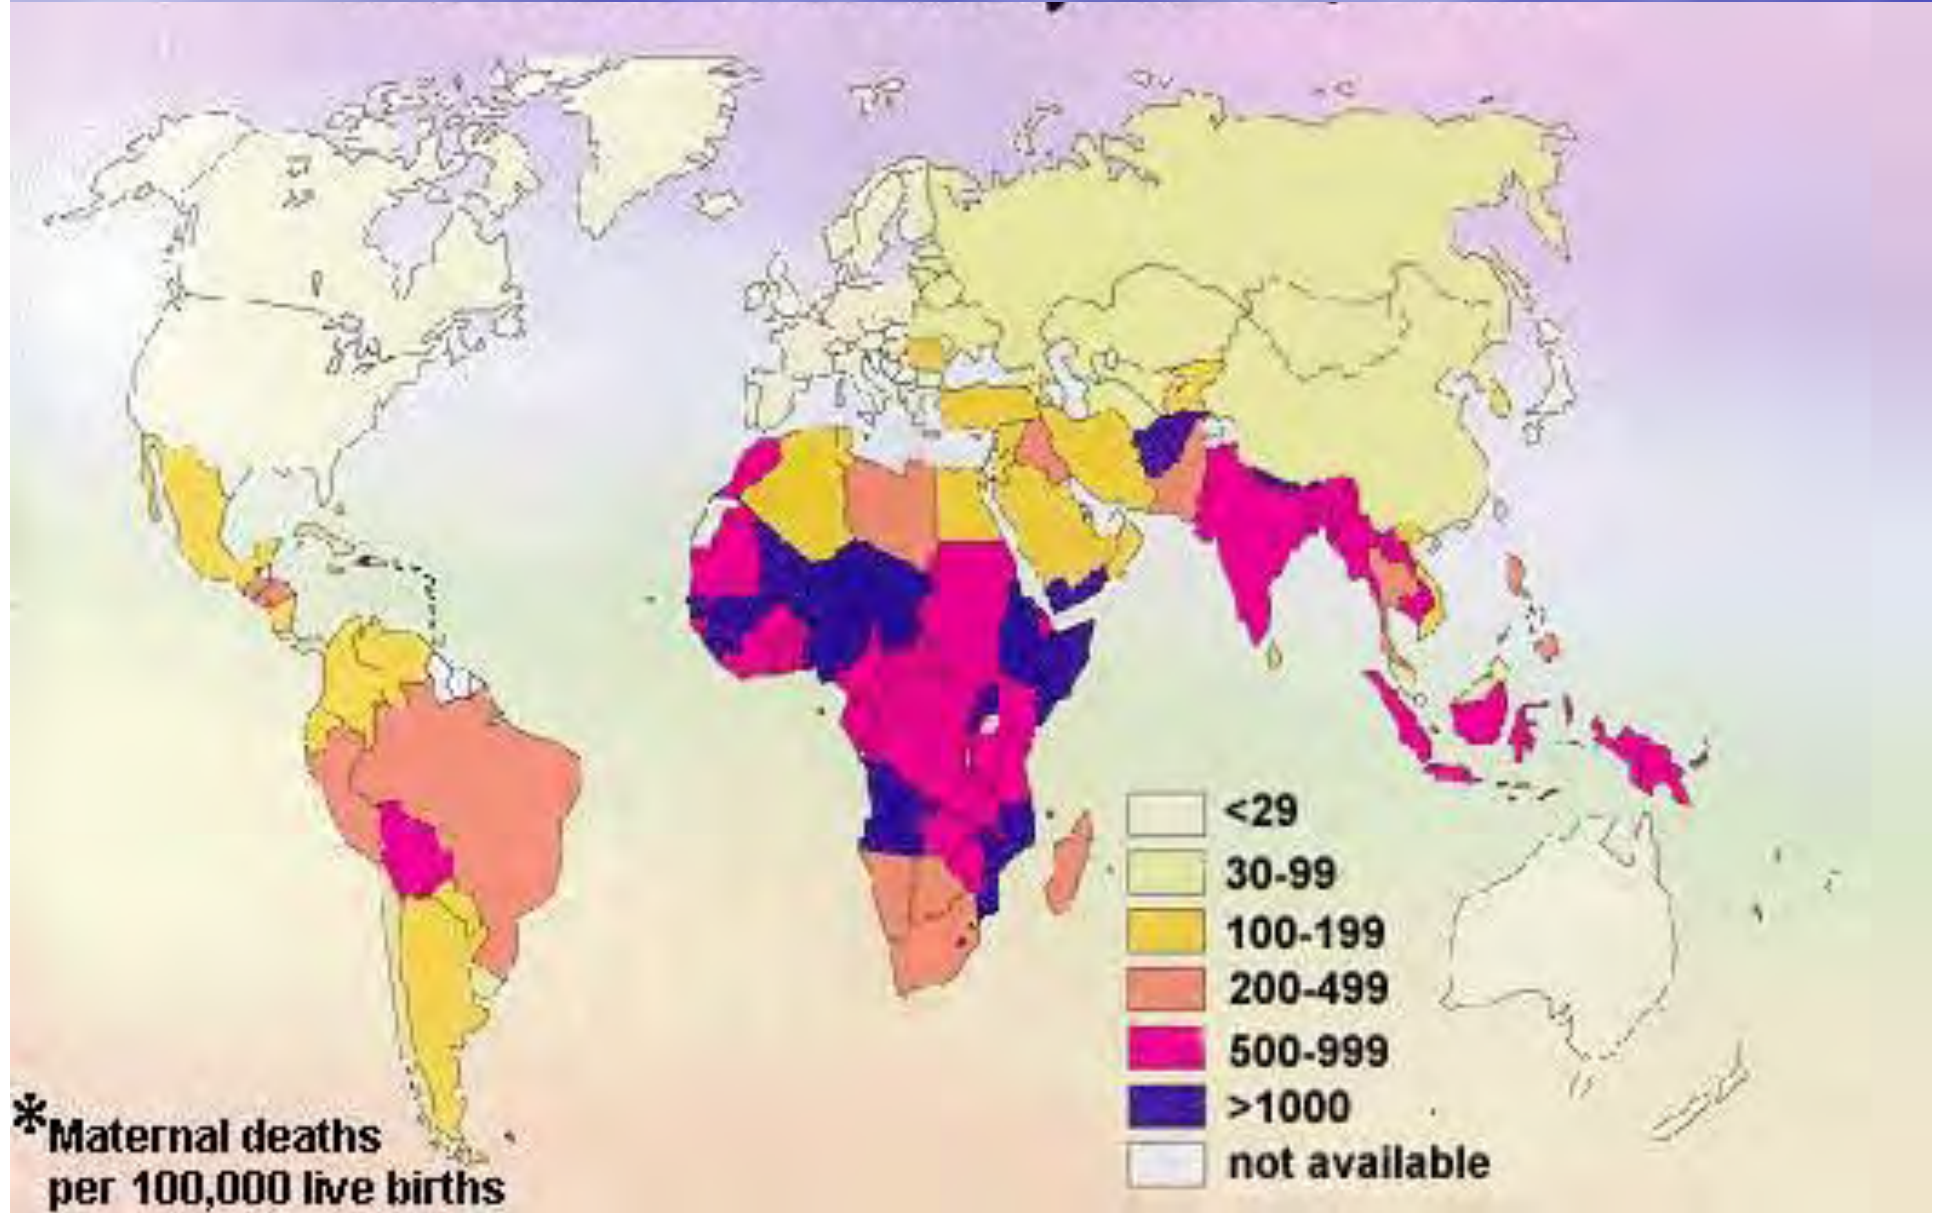 <29
30-99
100-199
200-499
500-999
>1000
not available
*Maternal deaths
per 100,000 live births